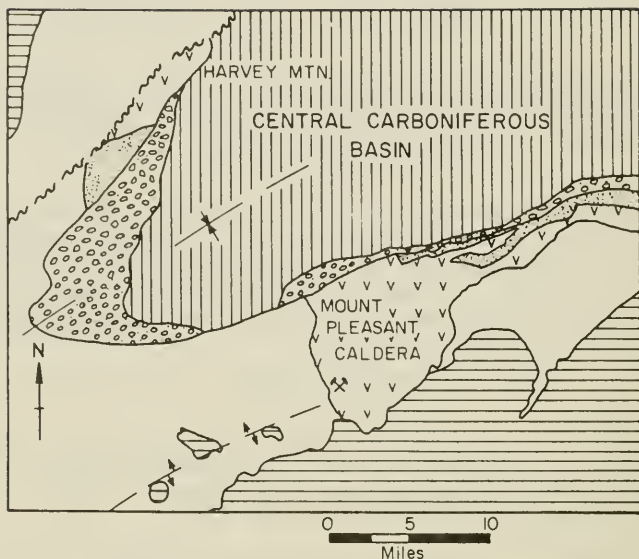 HARVEY MTN.
CENTRAL CARBONIFEROUS
BASIN
MOUNT
PLEASANT
CALDERA
N
0 5 10
Miles